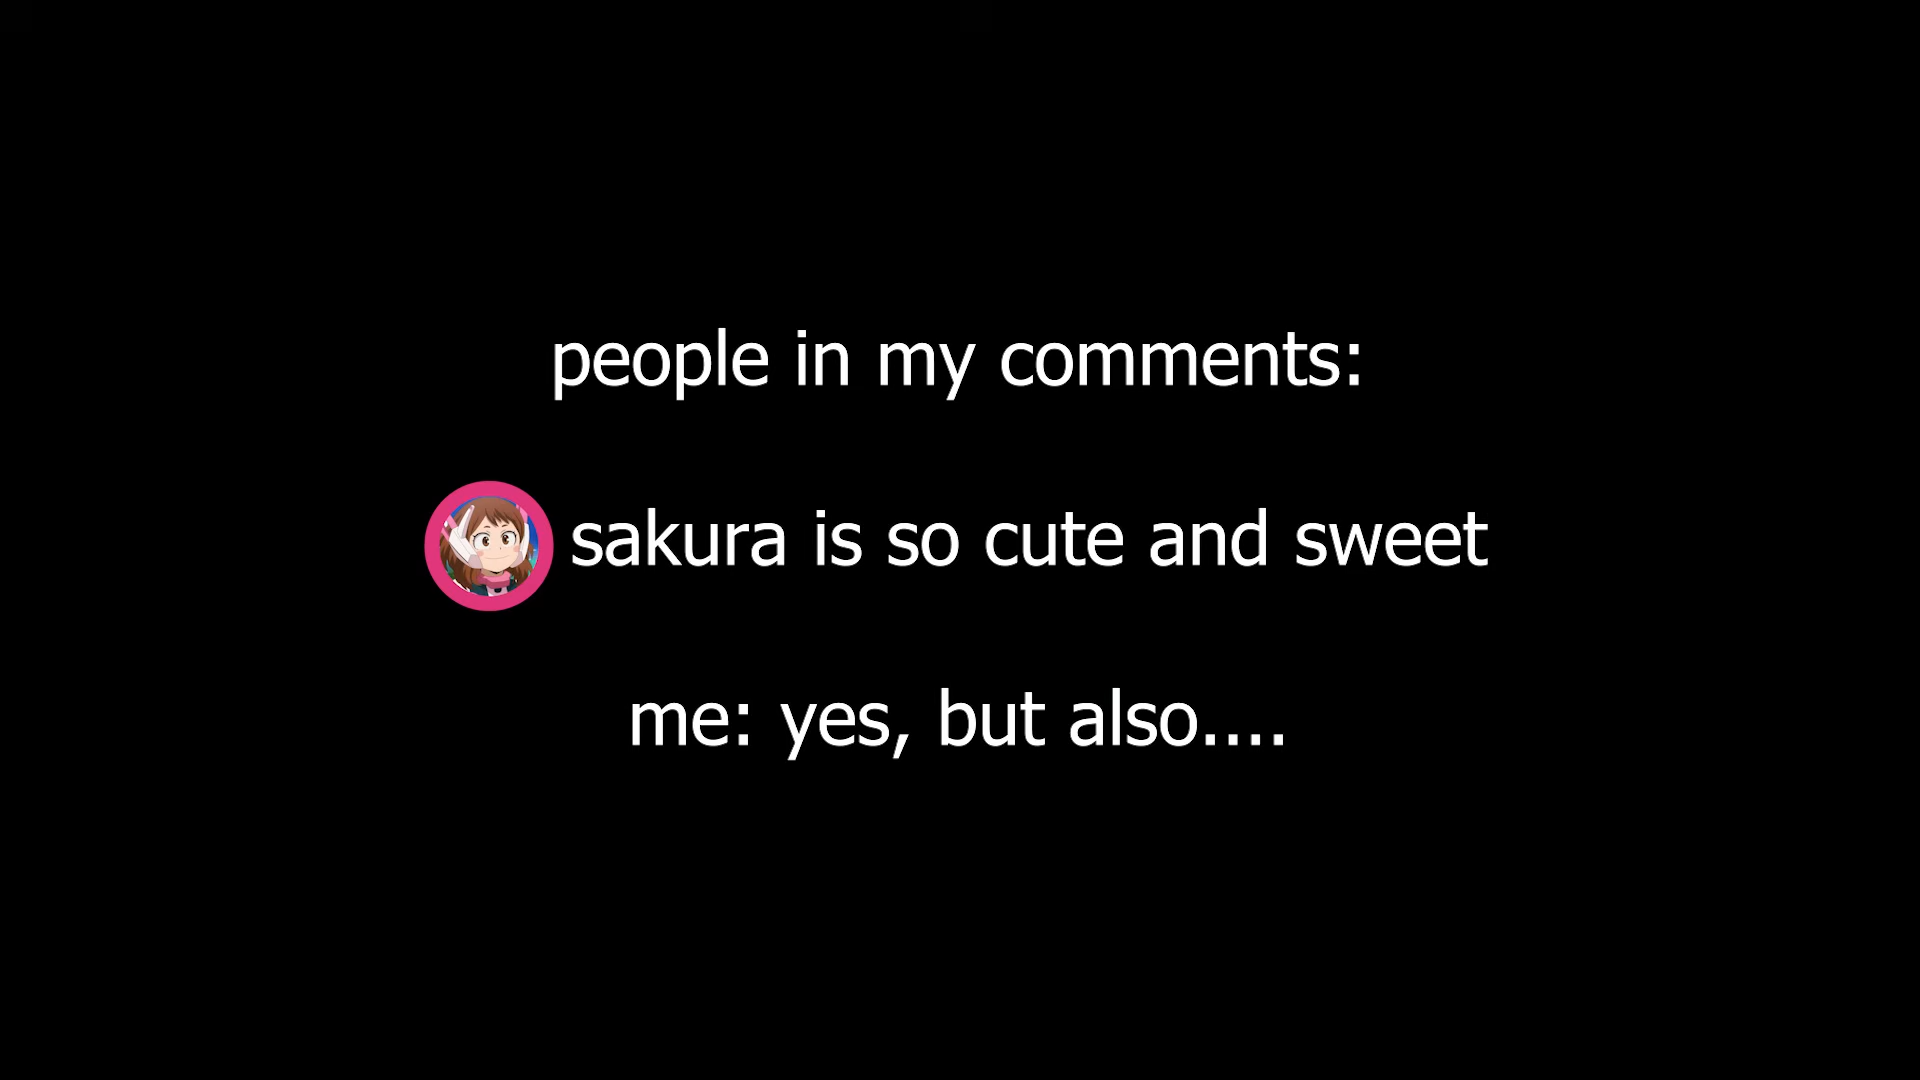 people in my comments:
sakura is so cute and sweet
me: yes, but also....